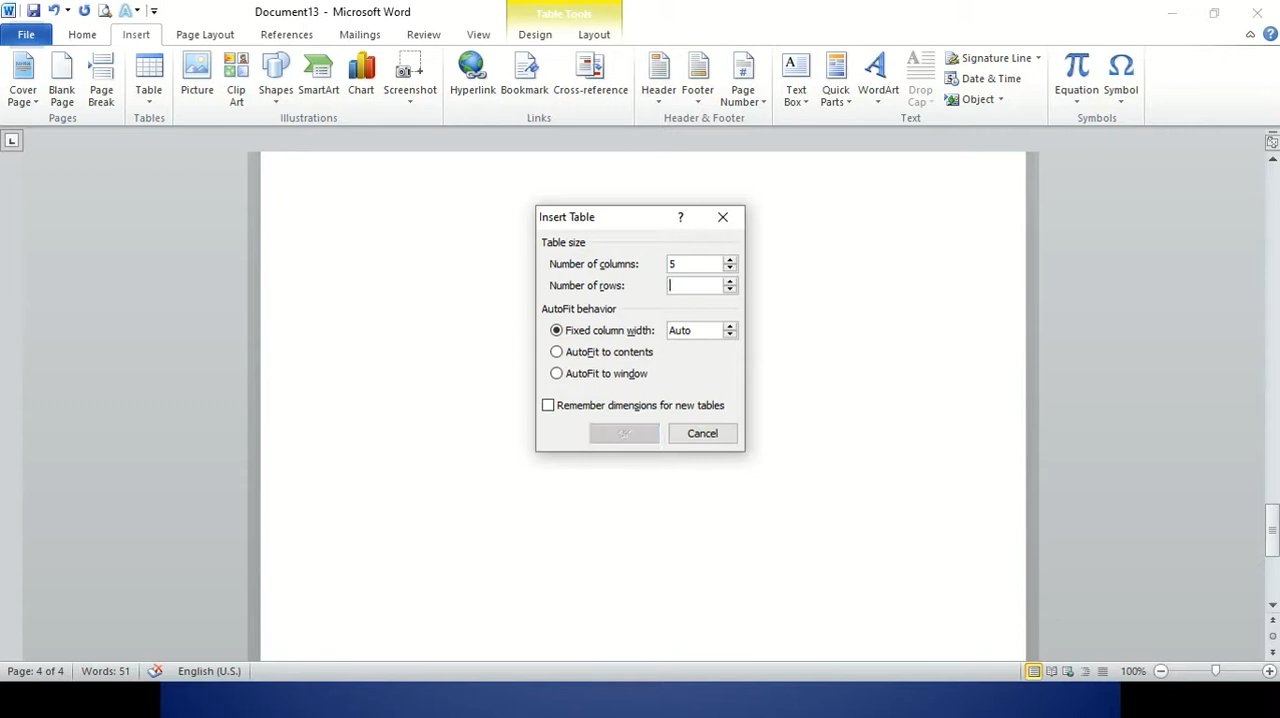 Document13 - Microsoft Word
Table Tools
File Home Insert Page Layout References Mailings Review View Design Layout
Cover Page
Blank Page
Page Break
Table
Picture
Clip Art
Shapes
SmartArt
Chart
Screenshot
Hyperlink
Bookmark
Cross-reference
Header
Footer
Page Number
Text Box
Quick Parts
WordArt
Drop Cap
Signature Line
Date & Time
Object
Equation
Symbol
Pages Tables Illustrations Links Header & Footer Text Symbols
Insert Table
Table size
Number of columns: 5
Number of rows:
AutoFit behavior
Fixed column width: Auto
AutoFit to contents
AutoFit to window
Remember dimensions for new tables
Cancel
Page: 4 of 4 Words: 51 English (U.S.) 100%